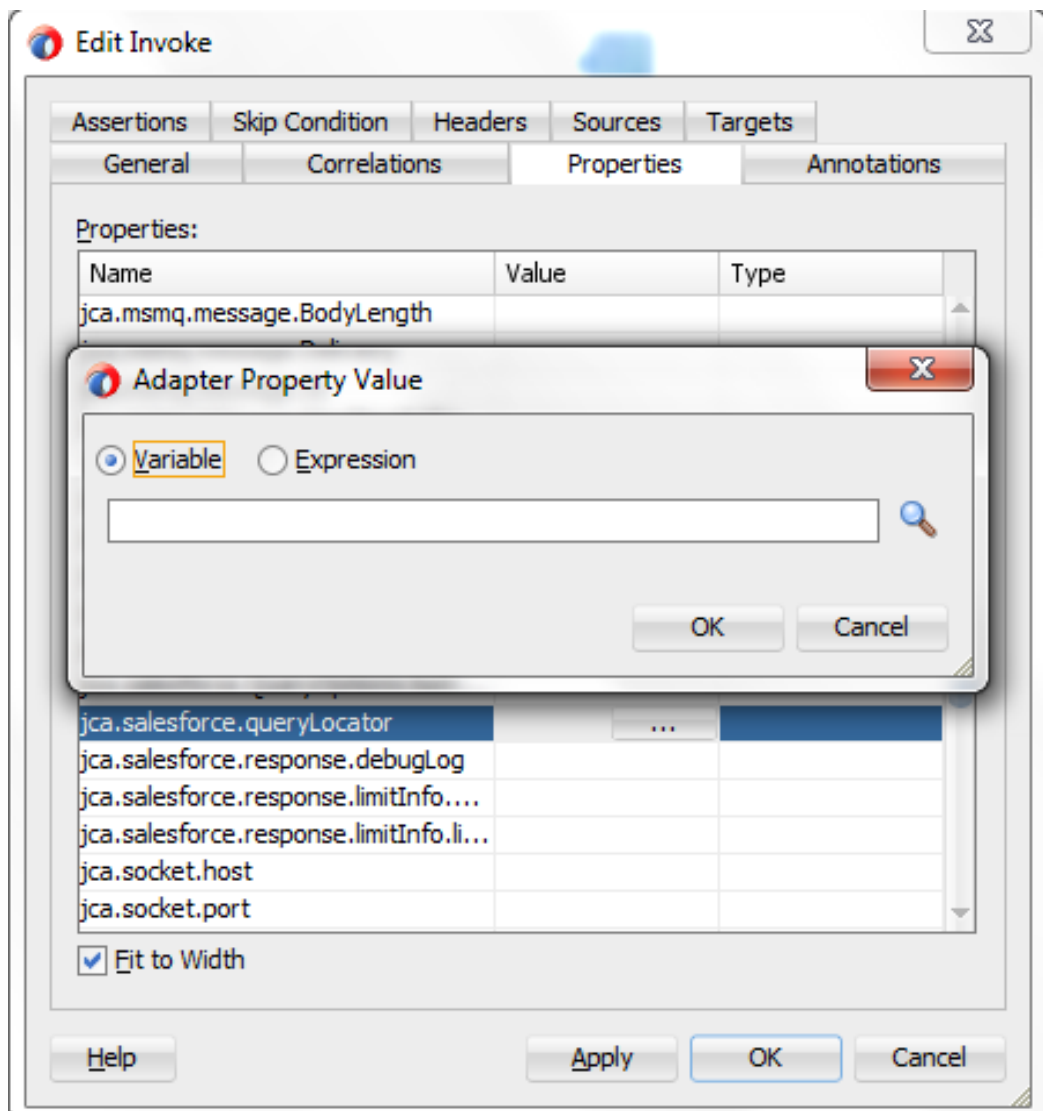 Edit Invoke
Assertions Skip Condition Headers Sources Targets
General Correlations Properties Annotations
Properties:
Name Value Type
jca.msmq.message.BodyLength
Adapter Property Value
Variable Expression
OK Cancel
jca.salesforce.queryLocator ...
jca.salesforce.response.debugLog
jca.salesforce.response.limitInfo....
jca.salesforce.response.limitInfo.li...
jca.socket.host
jca.socket.port
Fit to Width
Help Apply OK Cancel